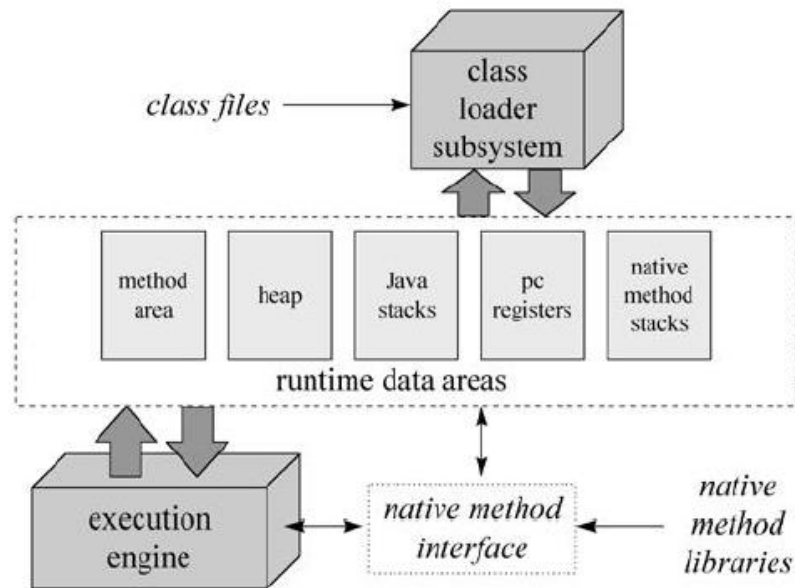 class
loader
subsystem
class files
method
area
heap
Java
stacks
pc
registers
native
method
stacks
runtime data areas
execution
engine
native method
interface
native
method
libraries